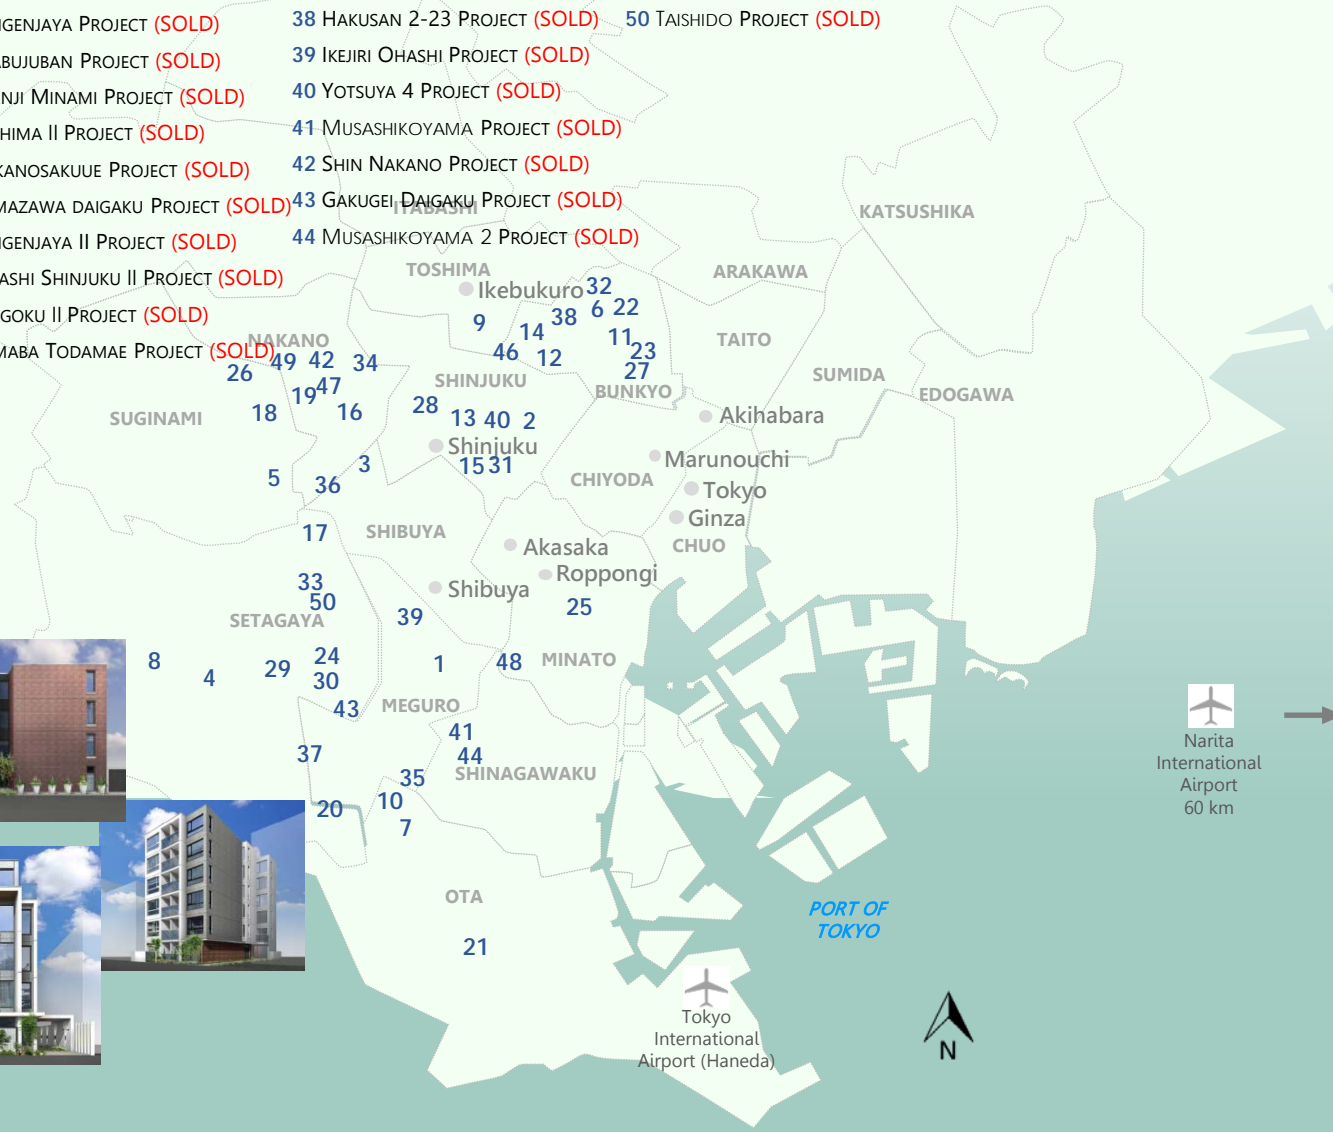 NGENJAYA PROJECT (SOLD)
ABUJUBAN PROJECT (SOLD)
ENJI MINAMI PROJECT (SOLD)
SHIMA II PROJECT (SOLD)
KANOSAKUUE PROJECT (SOLD)
MAZAWA DAIGAKU PROJECT (SOLD)
NGENJAYA II PROJECT (SOLD)
ASHI SHINJUKU II PROJECT (SOLD)
GOKU II PROJECT (SOLD)
MABA TODAMAE PROJECT (SOLD)
38 HAKUSAN 2-23 PROJECT (SOLD)
39 IKEJIRI OHASHI PROJECT (SOLD)
40 YOTSUYA 4 PROJECT (SOLD)
41 MUSASHIKOYAMA PROJECT (SOLD)
42 SHIN NAKANO PROJECT (SOLD)
43 GAKUGEI DAIGAKU PROJECT (SOLD)
44 MUSASHIKOYAMA 2 PROJECT (SOLD)
50 TAISHIDO PROJECT (SOLD)
ITABASHI
KATSUSHIKA
TOSHIMA
ARAKAWA
Ikebukuro
32
6
22
38
9
14
11
46
12
23
27
TAITO
NAKANO
49
42
34
26
47
19
18
16
SHINJUKU
BUNKYO
SUMIDA
EDOGAWA
SUGINAMI
28
13
40
2
Akihabara
Shinjuku
15
31
Marunouchi
3
5
36
CHIYODA
Tokyo
Ginza
17
SHIBUYA
CHUO
Akasaka
Roppongi
33
50
Shibuya
25
39
SETAGAYA
8
4
29
24
30
1
48
MINATO
43
MEGURO
41
44
37
35
SHINAGAWAKU
10
20
7
Narita
International
Airport
60 km
OTA
21
PORT OF
TOKYO
Tokyo
International
Airport (Haneda)
N